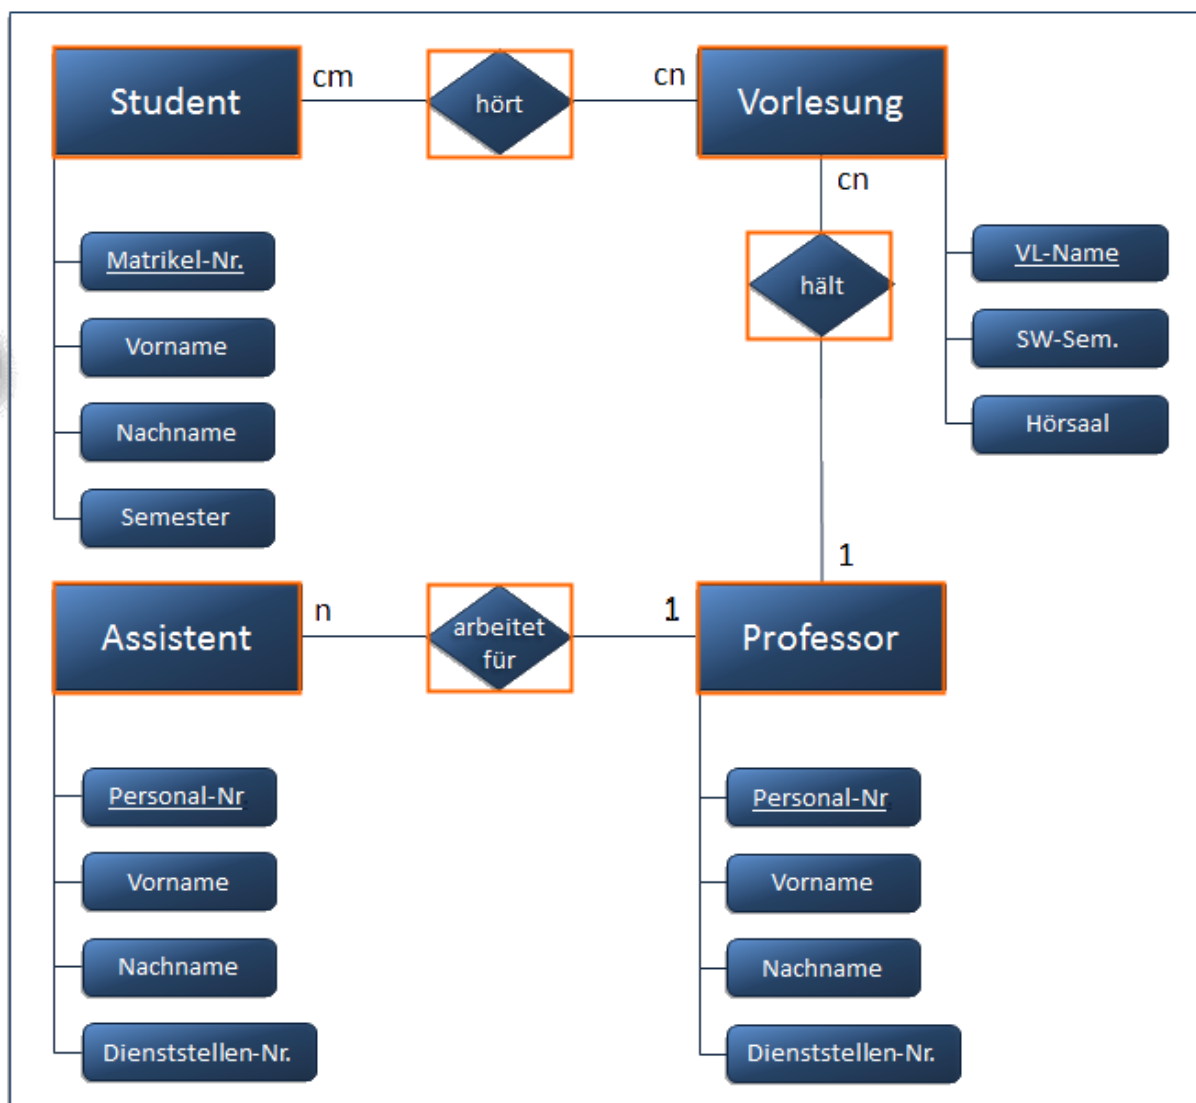 Student
cm
hört
cn
Vorlesung
cn
hält
Matrikel-Nr.
Vorname
Nachname
Semester
VL-Name
SW-Sem.
Hörsaal
1
Assistent
n
arbeitet
für
1
Professor
Personal-Nr
Vorname
Nachname
Dienststellen-Nr.
Personal-Nr
Vorname
Nachname
Dienststellen-Nr.